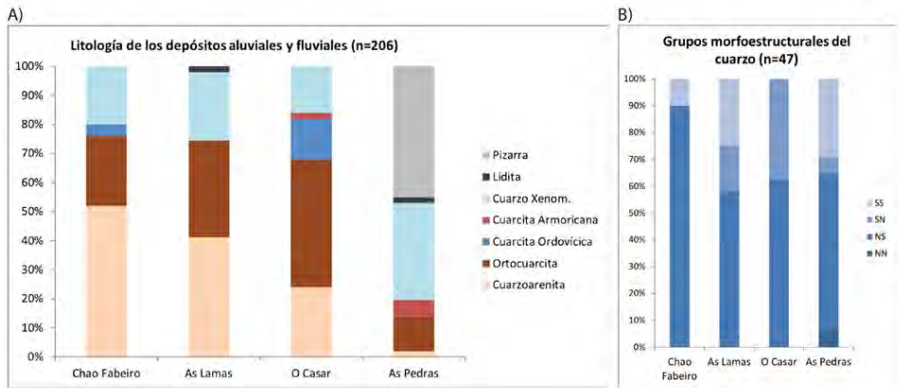 A)
Litología de los depósitos aluviales y fluviales (n=206)
100%
90%
80%
70%
60%
50%
40%
30%
20%
10%
0%
Chao Fabeiro
As Lamas
O Casar
As Pedras
Pizarra
Lidita
Cuarzo Xenom.
Cuarcita Armoricana
Cuarcita Ordovícica
Ortocuarcita
Cuarzoarenita
B)
Grupos morfoestructurales del
cuarzo (n=47)
100%
90%
80%
70%
60%
50%
40%
30%
20%
10%
0%
Chao
Fabeiro
As Lamas
O Casar
As Pedras
SS
SN
NS
NN